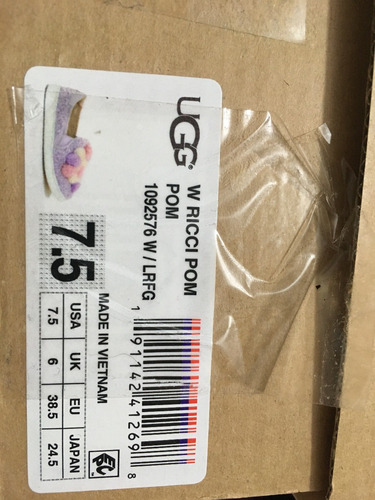 UGG®
W RICCI POM
POM
1092576 W / LRFG
7.5
MADE IN VIETNAM
USA UK EU JAPAN
7.5 6 38.5 24.5
1 91142 41269 8